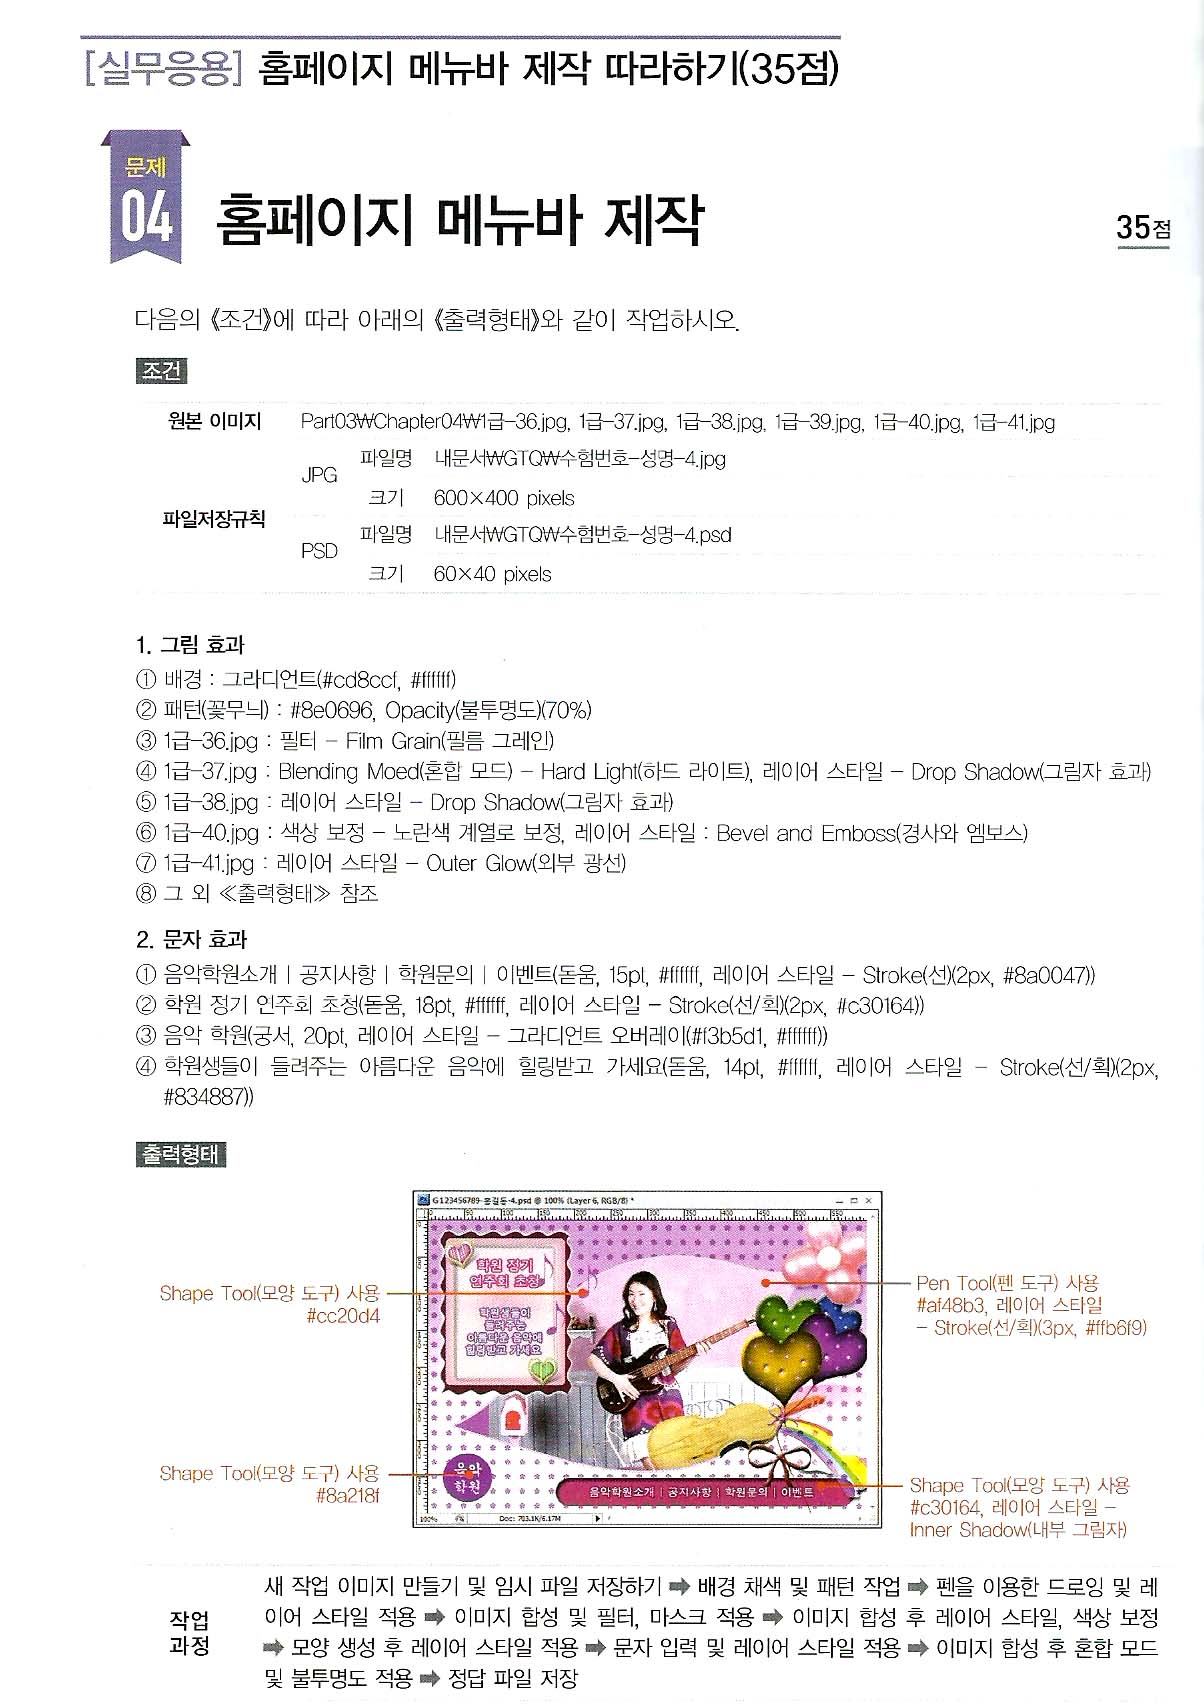 [실무응용] 홈페이지 메뉴바 제작 따라하기(35점)
문제
04
홈페이지 메뉴바 제작
35점
다음의 《조건》에 따라 아래의 《출력형태》와 같이 작업하시오.
조건
원본 이미지 Part03₩Chapter04₩1급-36.jpg, 1급-37.jpg, 1급-38.jpg, 1급-39.jpg, 1급-40.jpg, 1급-41.jpg
파일저장규칙
JPG
파일명 내문서₩GTQ₩수험번호-성명-4.jpg
크기 600×400 pixels
PSD
파일명 내문서₩GTQ₩수험번호-성명-4.psd
크기 60×40 pixels
1. 그림 효과
① 배경 : 그라디언트(#cd8ccf, #ffffff)
② 패턴(꽃무늬) : #8e0696, Opacity(불투명도)(70%)
③ 1급-36.jpg : 필터 - Film Grain(필름 그레인)
④ 1급-37.jpg : Blending Moed(혼합 모드) - Hard Light(하드 라이트), 레이어 스타일 - Drop Shadow(그림자 효과)
⑤ 1급-38.jpg : 레이어 스타일 - Drop Shadow(그림자 효과)
⑥ 1급-40.jpg : 색상 보정 - 노란색 계열로 보정, 레이어 스타일 : Bevel and Emboss(경사와 엠보스)
⑦ 1급-41.jpg : 레이어 스타일 - Outer Glow(외부 광선)
⑧ 그 외 ≪출력형태≫ 참조
2. 문자 효과
① 음악학원소개 | 공지사항 | 학원문의 | 이벤트(돋움, 15pt, #ffffff, 레이어 스타일 - Stroke(선)(2px, #8a0047))
② 학원 정기 연주회 초청(돋움, 18pt, #ffffff, 레이어 스타일 - Stroke(선/획)(2px, #c30164))
③ 음악 학원(궁서, 20pt, 레이어 스타일 - 그라디언트 오버레이(#f3b5d1, #ffffff))
④ 학원생들이 들려주는 아름다운 음악에 힐링받고 가세요(돋움, 14pt, #ffffff, 레이어 스타일 - Stroke(선/획)(2px,
#834887))
출력형태
G123456789-홍길동-4.psd @ 100% (Layer 6, RGB/8) *
0 50 100 150 200 250 300 350 400 450 500 550
학원 정기
연주회 초청
학원생들이
들려주는
아름다운 음악에
힐링받고 가세요
음악
학원
음악학원소개 | 공지사항 | 학원문의 | 이벤트
100%
Doc: 703.1K/6.17M
Shape Tool(모양 도구) 사용
#cc20d4
Pen Tool(펜 도구) 사용
#af48b3, 레이어 스타일
- Stroke(선/획)(3px, #ffb6f9)
Shape Tool(모양 도구) 사용
#8a218f
Shape Tool(모양 도구) 사용
#c30164, 레이어 스타일 -
Inner Shadow(내부 그림자)
작업
과정
새 작업 이미지 만들기 및 임시 파일 저장하기 ➡ 배경 채색 및 패턴 작업 ➡ 펜을 이용한 드로잉 및 레
이어 스타일 적용 ➡ 이미지 합성 및 필터, 마스크 적용 ➡ 이미지 합성 후 레이어 스타일, 색상 보정
➡ 모양 생성 후 레이어 스타일 적용 ➡ 문자 입력 및 레이어 스타일 적용 ➡ 이미지 합성 후 혼합 모드
및 불투명도 적용 ➡ 정답 파일 저장